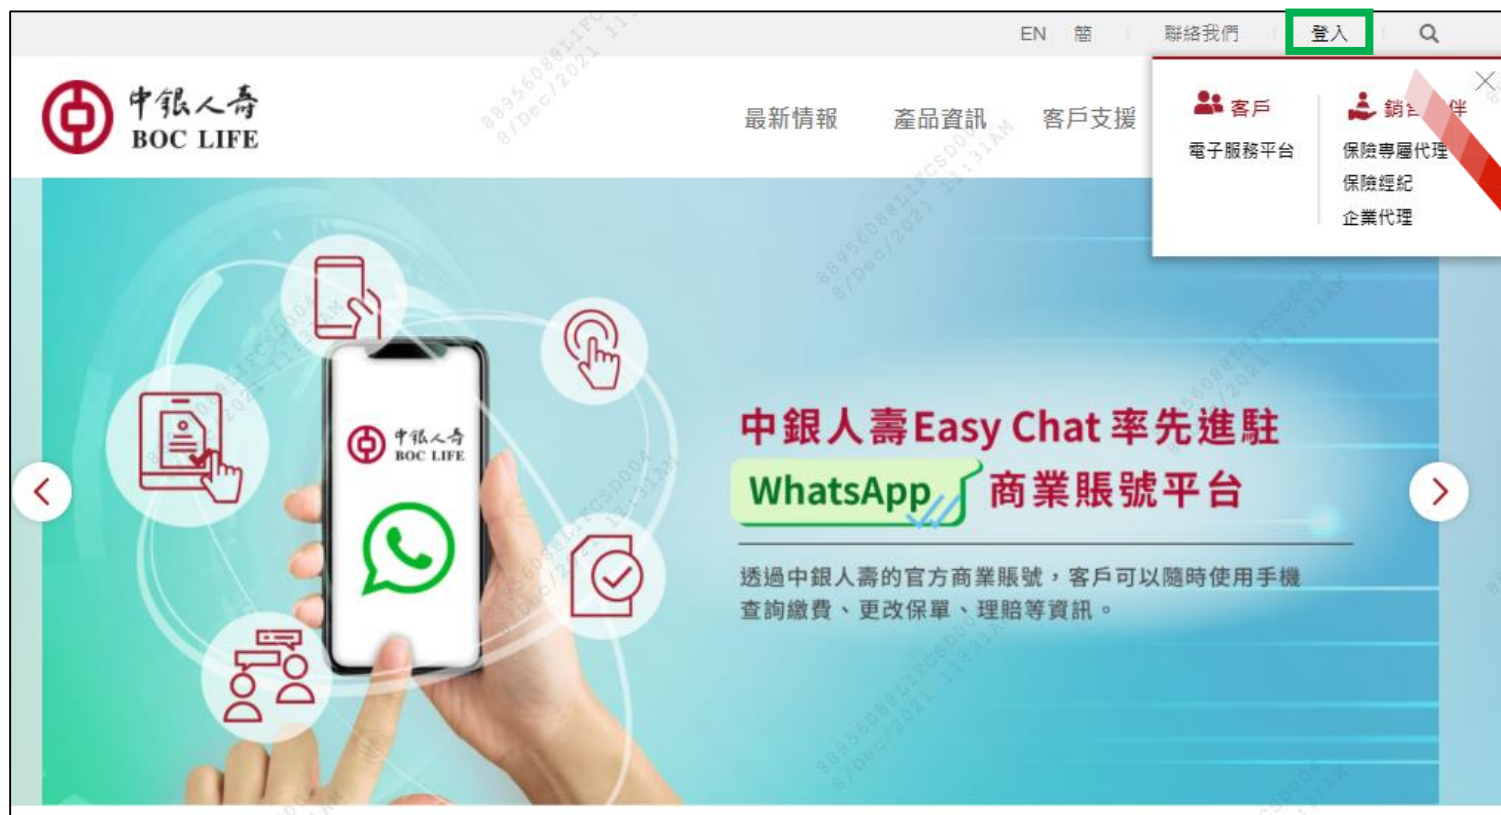 EN 簡 聯絡我們 登入
中銀人壽
BOC LIFE
最新情報 產品資訊 客戶支援
客戶
電子服務平台
銷售 伴
保險專屬代理
保險經紀
企業代理
中銀人壽
BOC LIFE
中銀人壽Easy Chat 率先進駐
WhatsApp 商業賬號平台
透過中銀人壽的官方商業賬號，客戶可以隨時使用手機
查詢繳費、更改保單、理賠等資訊。